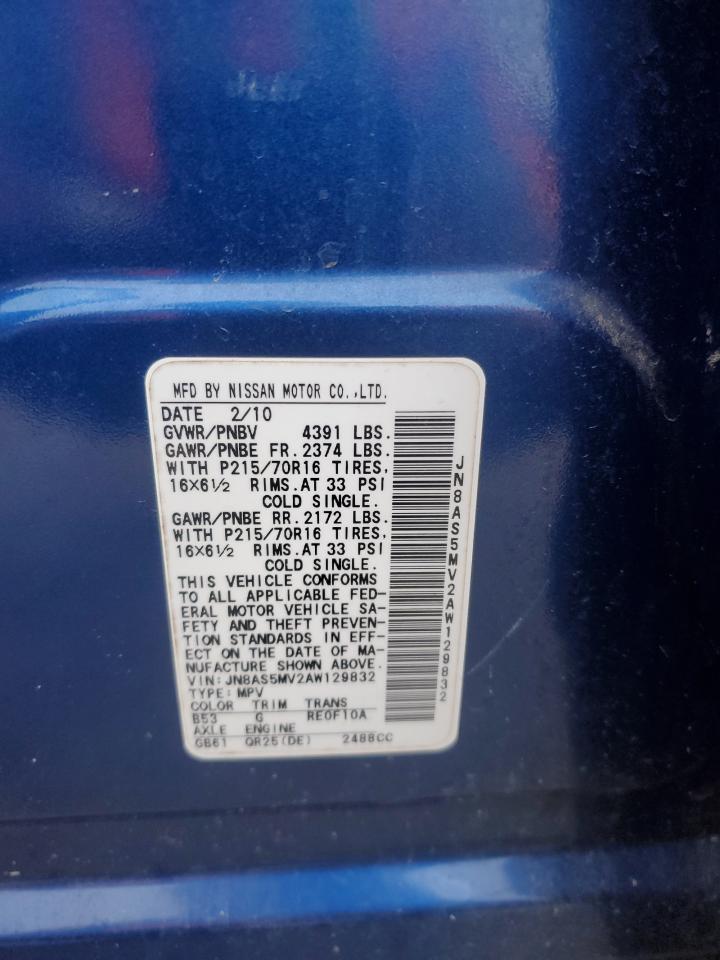 MFD BY NISSAN MOTOR CO.,LTD.
DATE 2/10
GVWR/PNBV 4391 LBS.
GAWR/PNBE FR. 2374 LBS.
WITH P215/70R16 TIRES,
16×6½ RIMS. AT 33 PSI
COLD SINGLE.
GAWR/PNBE RR. 2172 LBS.
WITH P215/70R16 TIRES,
16×6½ RIMS. AT 33 PSI
COLD SINGLE.
THIS VEHICLE CONFORMS
TO ALL APPLICABLE FED-
ERAL MOTOR VEHICLE SA-
FETY AND THEFT PREVEN-
TION STANDARDS IN EFF-
ECT ON THE DATE OF MA-
NUFACTURE SHOWN ABOVE.
VIN: JN8AS5MV2AW129832
TYPE: MPV
COLOR TRIM TRANS
B53 G RE0F10A
AXLE ENGINE
GB61 QR25(DE) 2488CC
JN8AS5MV2AW129832